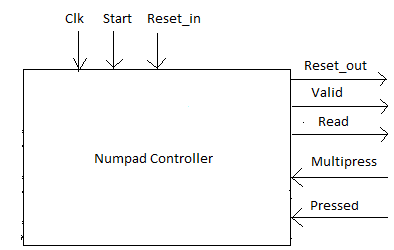 Clk Start Reset_in
Reset_out
Valid
Read
Numpad Controller
Multipress
Pressed